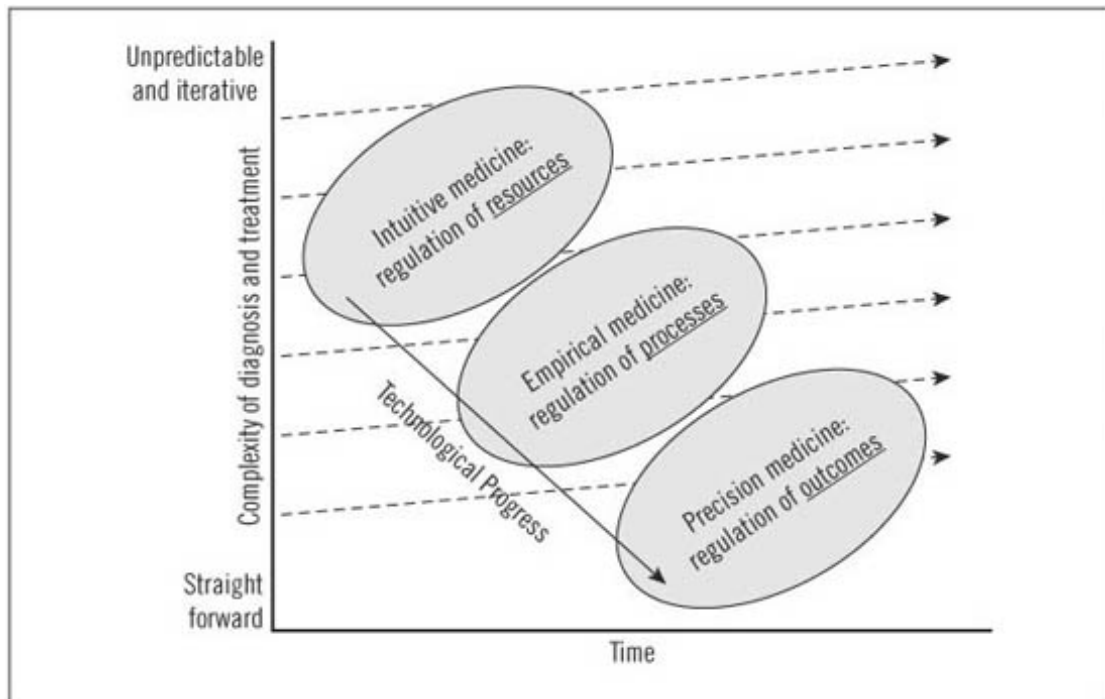 Unpredictable
and iterative
Complexity of diagnosis and treatment
Straight
forward
Intuitive medicine:
regulation of resources
Empirical medicine:
regulation of processes
Precision medicine:
regulation of outcomes
Technological Progress
Time